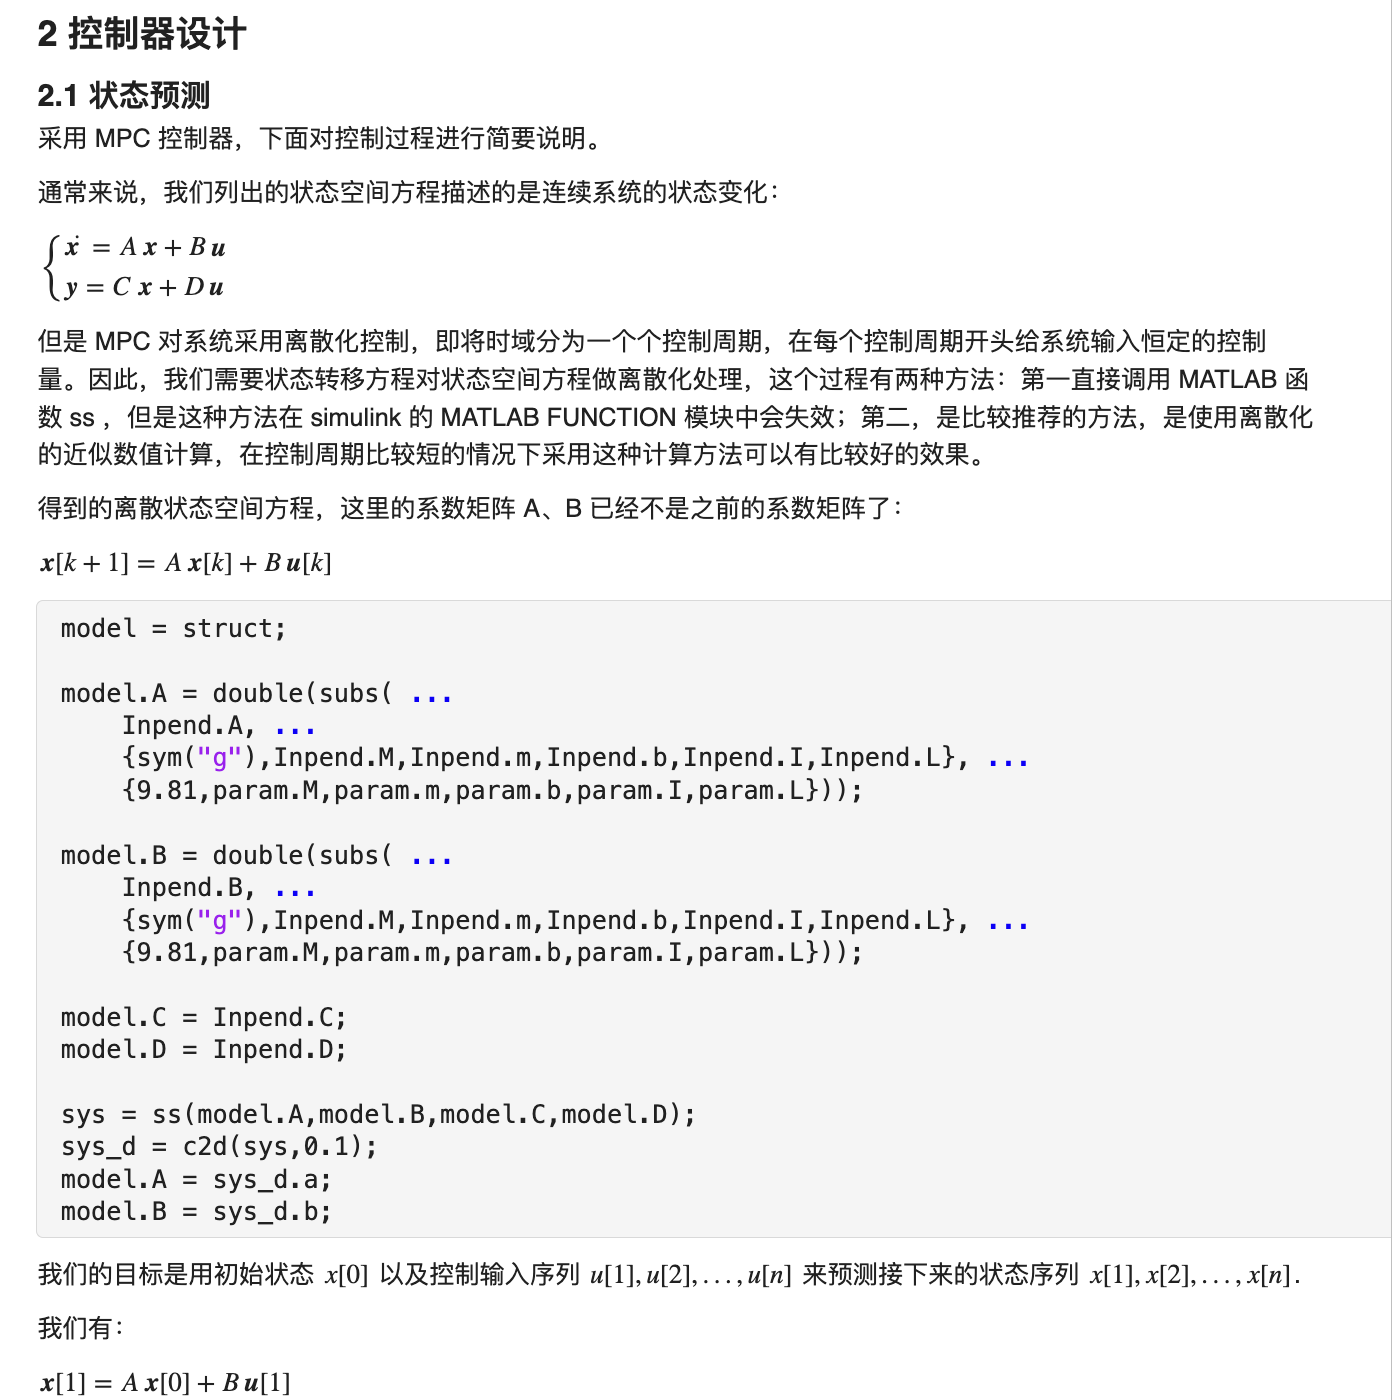 2 控制器设计
2.1 状态预测
采用 MPC 控制器，下面对控制过程进行简要说明。
通常来说，我们列出的状态空间方程描述的是连续系统的状态变化：
ẋ = A x + B u
y = C x + D u
但是 MPC 对系统采用离散化控制，即将时域分为一个个控制周期，在每个控制周期开头给系统输入恒定的控制
量。因此，我们需要状态转移方程对状态空间方程做离散化处理，这个过程有两种方法：第一直接调用 MATLAB 函
数 ss ，但是这种方法在 simulink 的 MATLAB FUNCTION 模块中会失效；第二，是比较推荐的方法，是使用离散化
的近似数值计算，在控制周期比较短的情况下采用这种计算方法可以有比较好的效果。
得到的离散状态空间方程，这里的系数矩阵 A、B 已经不是之前的系数矩阵了：
x[k + 1] = A x[k] + B u[k]
model = struct;
model.A = double(subs( ...
    Inpend.A, ...
    {sym("g"),Inpend.M,Inpend.m,Inpend.b,Inpend.I,Inpend.L}, ...
    {9.81,param.M,param.m,param.b,param.I,param.L}));
model.B = double(subs( ...
    Inpend.B, ...
    {sym("g"),Inpend.M,Inpend.m,Inpend.b,Inpend.I,Inpend.L}, ...
    {9.81,param.M,param.m,param.b,param.I,param.L}));
model.C = Inpend.C;
model.D = Inpend.D;
sys = ss(model.A,model.B,model.C,model.D);
sys_d = c2d(sys,0.1);
model.A = sys_d.a;
model.B = sys_d.b;
我们的目标是用初始状态 x[0] 以及控制输入序列 u[1], u[2], . . . , u[n] 来预测接下来的状态序列 x[1], x[2], . . . , x[n] .
我们有：
x[1] = A x[0] + B u[1]